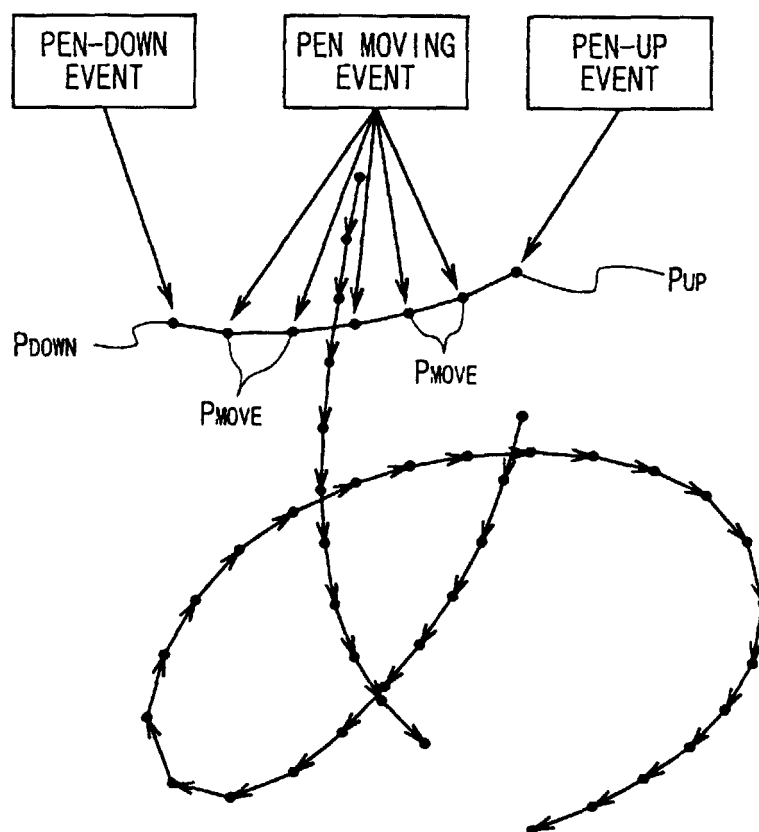 PEN-DOWN EVENT
PEN MOVING EVENT
PEN-UP EVENT
PUP
PDOWN
PMOVE
PMOVE